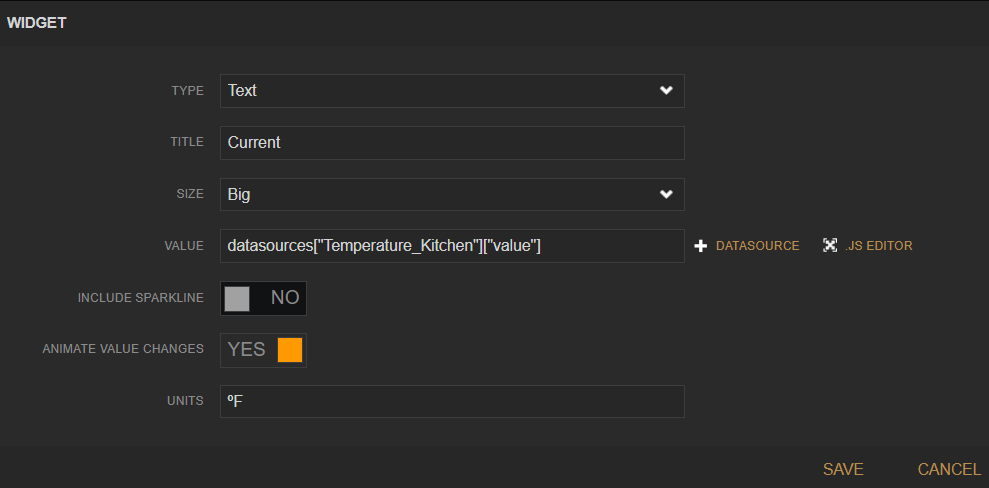 WIDGET
TYPE Text
TITLE Current
SIZE Big
VALUE datasources["Temperature_Kitchen"]["value"] DATASOURCE .JS EDITOR
INCLUDE SPARKLINE NO
ANIMATE VALUE CHANGES YES
UNITS ºF
SAVE CANCEL